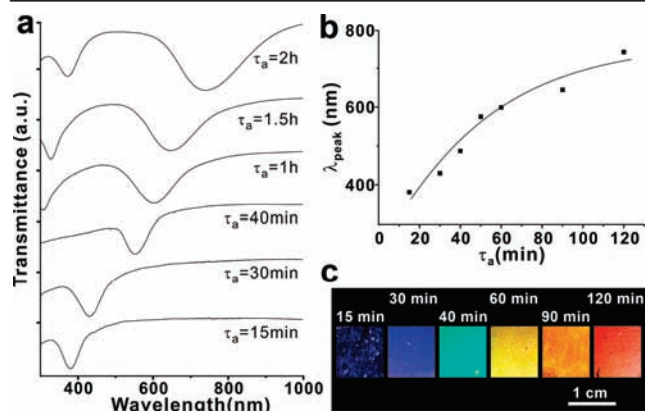 a
Transmittance (a.u.)
τa=2h
τa=1.5h
τa=1h
τa=40min
τa=30min
τa=15min
400 600 800 1000
Wavelength(nm)
b
λpeak (nm)
800
600
400
0 20 40 60 80 100 120
τa(min)
c
30 min 60 min 120 min
15 min 40 min 90 min
1 cm